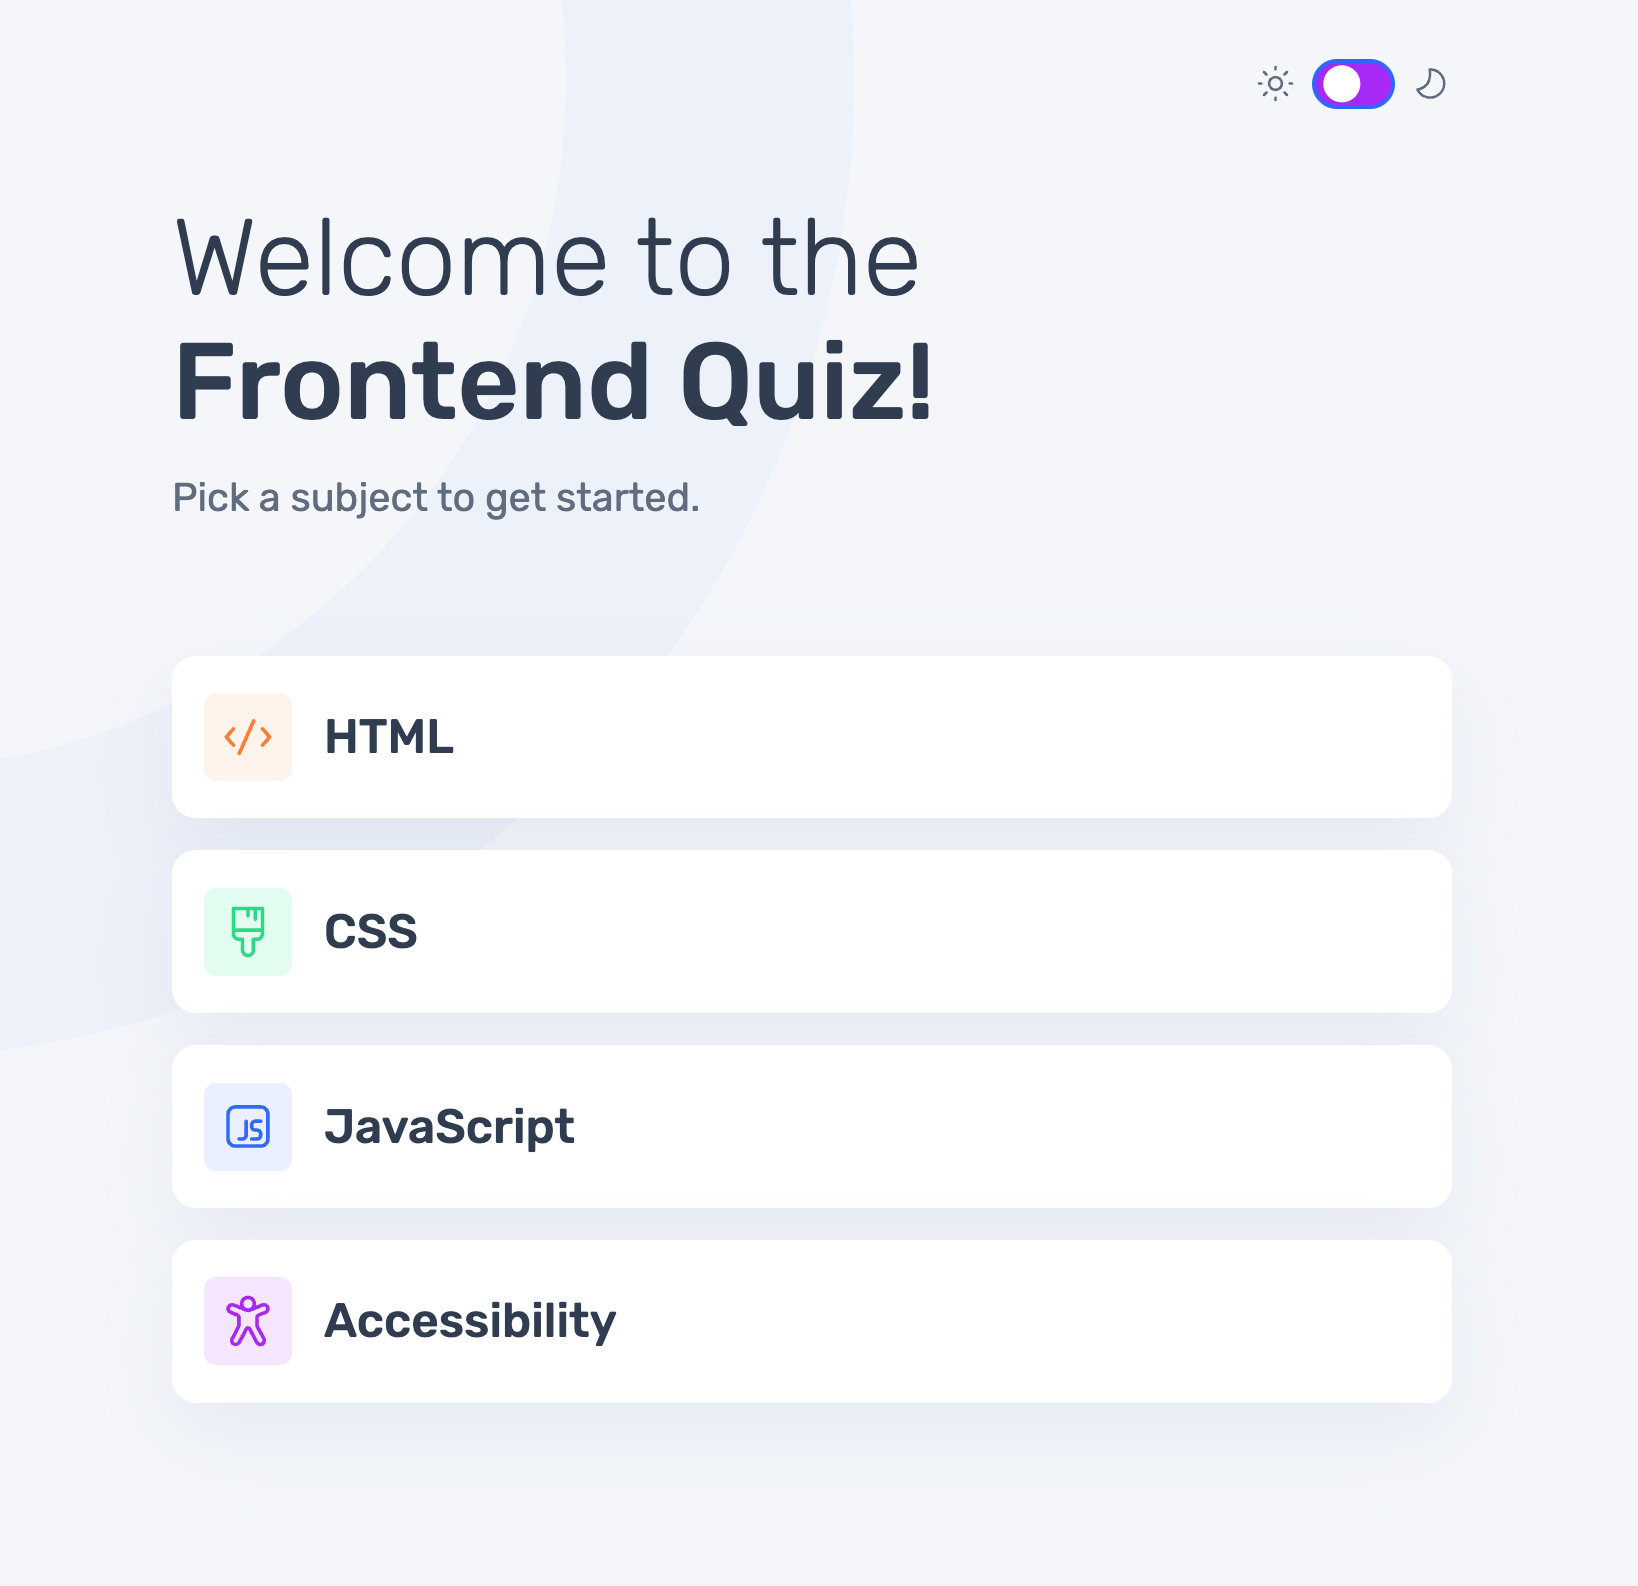 Welcome to the
Frontend Quiz!
Pick a subject to get started.
HTML
CSS
JS
JavaScript
Accessibility